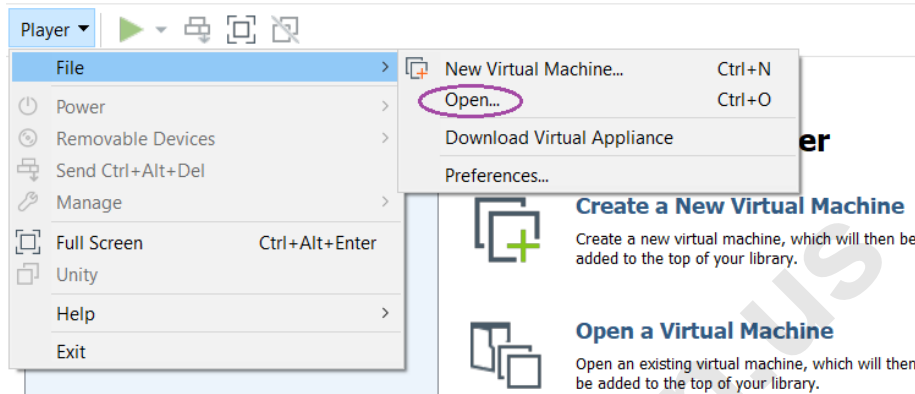 Player
File
New Virtual Machine... Ctrl+N
Open... Ctrl+O
Power
Removable Devices
Download Virtual Appliance
er
Send Ctrl+Alt+Del
Preferences...
Manage
Create a New Virtual Machine
Full Screen Ctrl+Alt+Enter
Create a new virtual machine, which will then be
added to the top of your library.
Unity
Help
Open a Virtual Machine
Exit
Open an existing virtual machine, which will then
be added to the top of your library.